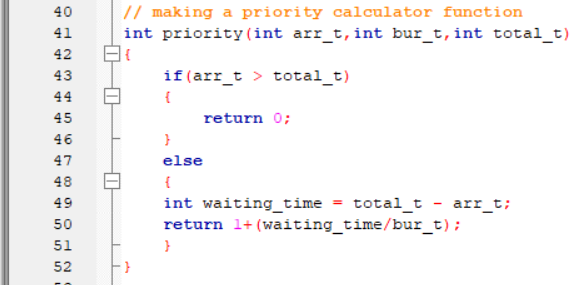 40 // making a priority calculator function
41 int priority(int arr_t,int bur_t,int total_t)
42 {
43 if(arr_t > total_t)
44 {
45 return 0;
46 }
47 else
48 {
49 int waiting_time = total_t - arr_t;
50 return 1+(waiting_time/bur_t);
51 }
52 }